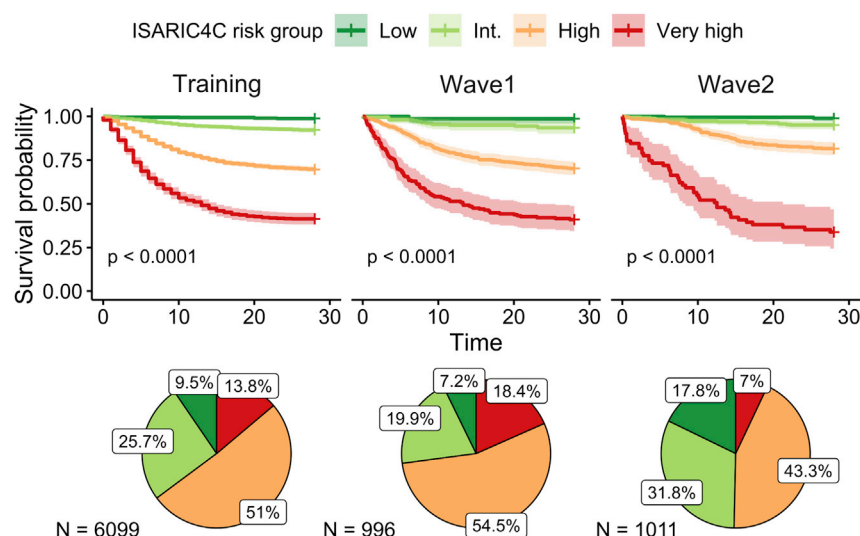 ISARIC4C risk group Low Int. High Very high
Training Wave1 Wave2
Survival probability
1.00
0.75
0.50
0.25
0.00
p < 0.0001 p < 0.0001 p < 0.0001
0 10 20 30 0 10 20 30 0 10 20 30
Time
9.5% 13.8% 7.2% 18.4% 17.8% 7%
25.7% 19.9% 43.3%
31.8%
51% 54.5%
N = 6099 N = 996 N = 1011